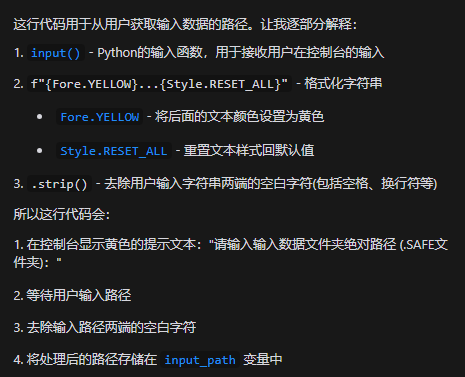 这行代码用于从用户获取输入数据的路径。让我逐部分解释：
1. input() - Python的输入函数，用于接收用户在控制台的输入
2. f"{Fore.YELLOW}...{Style.RESET_ALL}" - 格式化字符串
• Fore.YELLOW - 将后面的文本颜色设置为黄色
• Style.RESET_ALL - 重置文本样式回默认值
3. .strip() - 去除用户输入字符串两端的空白字符(包括空格、换行符等)
所以这行代码会：
1. 在控制台显示黄色的提示文本："请输入输入数据文件夹绝对路径 (.SAFE文
件夹)： "
2. 等待用户输入路径
3. 去除输入路径两端的空白字符
4. 将处理后的路径存储在 input_path 变量中